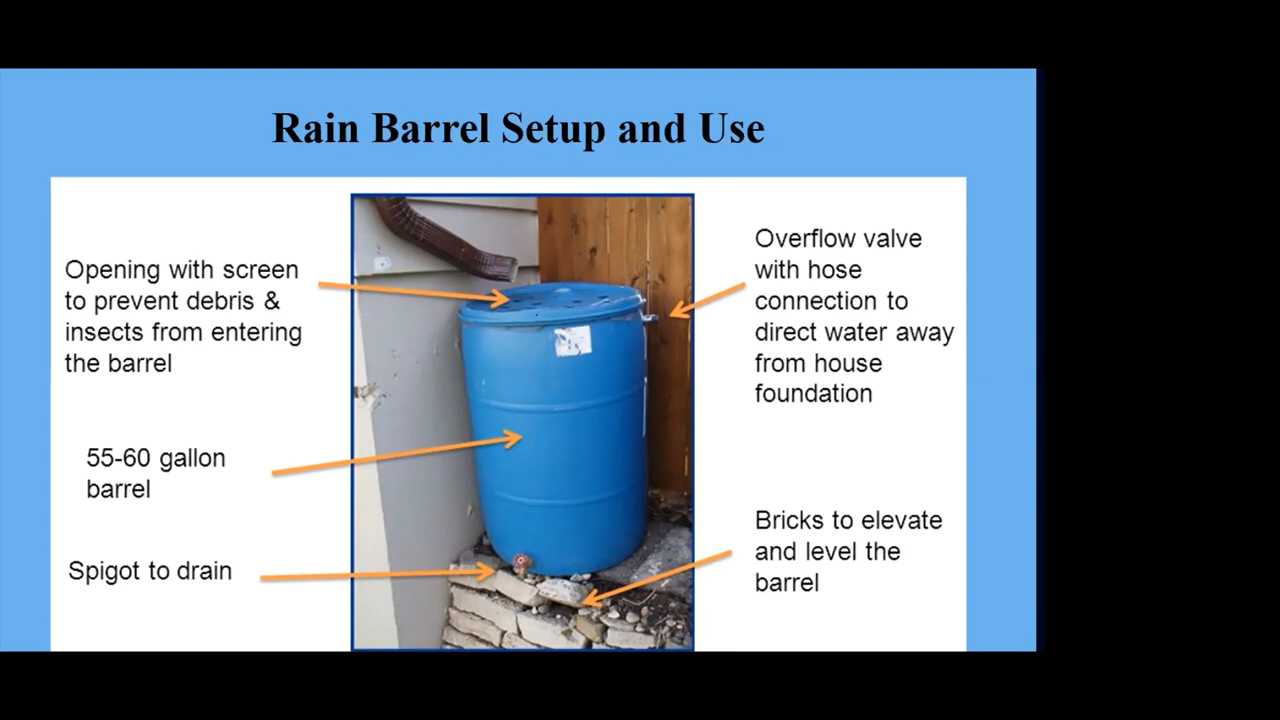 Rain Barrel Setup and Use
Opening with screen
to prevent debris &
insects from entering
the barrel
55-60 gallon
barrel
Spigot to drain
Overflow valve
with hose
connection to
direct water away
from house
foundation
Bricks to elevate
and level the
barrel